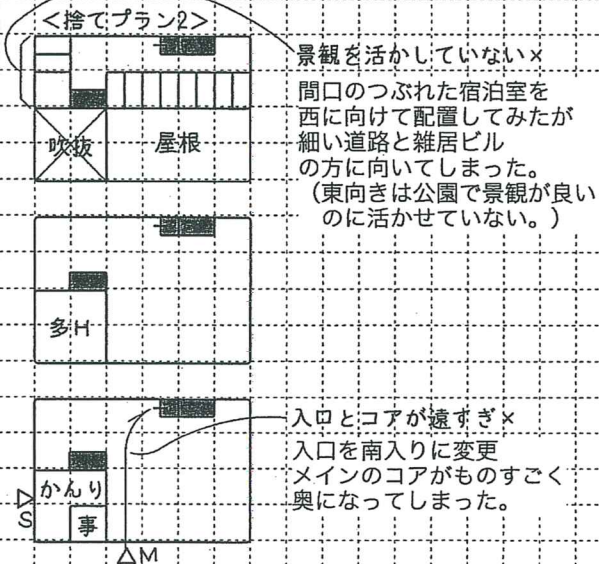 ＜捨てプラン2＞
景観を活かしていない×
間口のつぶれた宿泊室を
西に向けて配置してみたが
細い道路と雑居ビル
の方に向いてしまった。
（東向きは公園で景観が良い
のに活かせていない。）
吹抜
屋根
多H
入口とコアが遠すぎ×
入口を南入りに変更
メインのコアがものすごく
奥になってしまった。
かんり
▷
S
事
△M